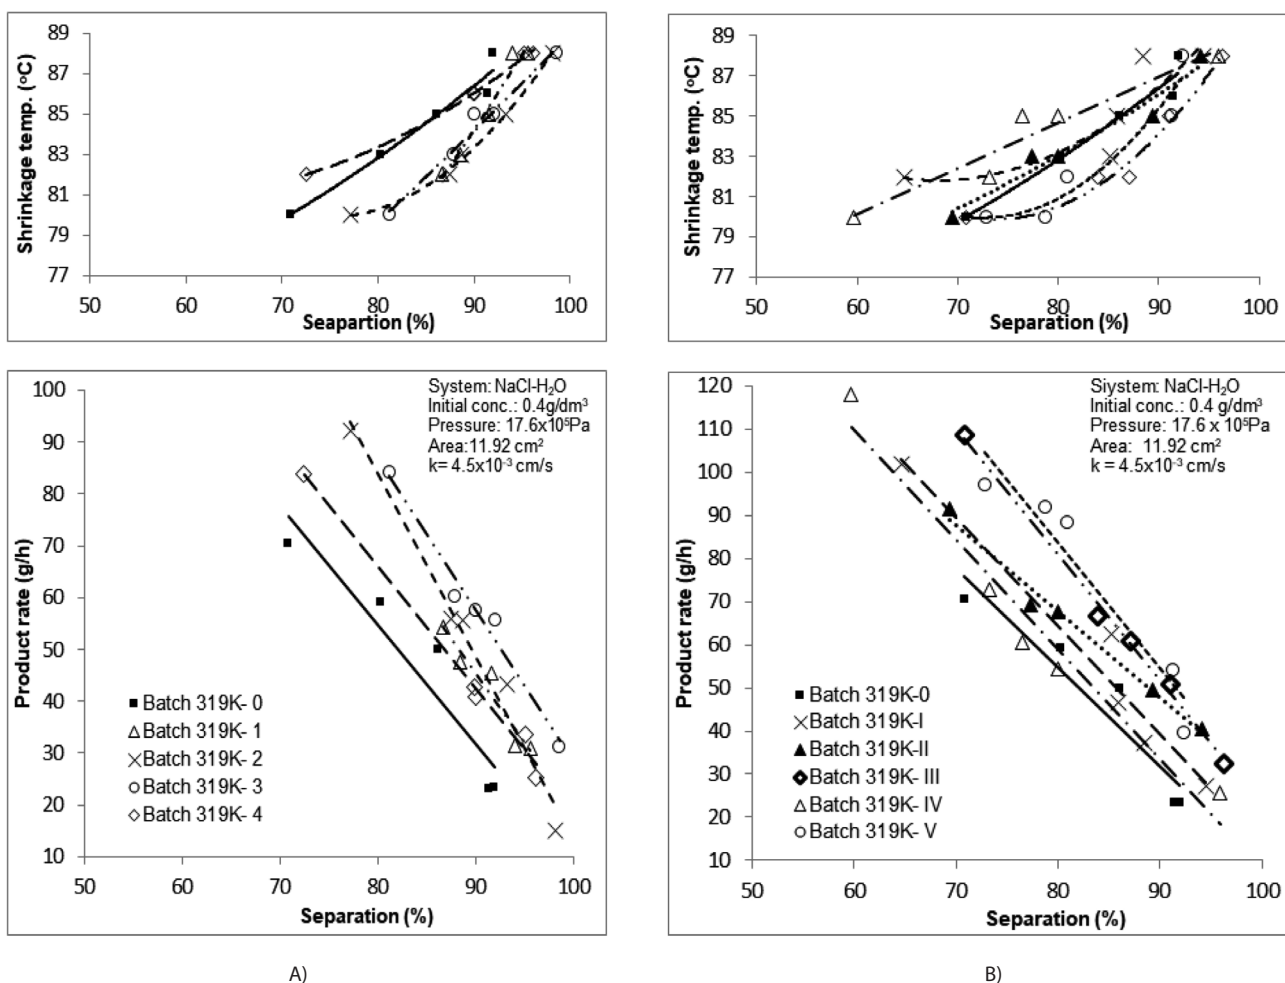 89
87
85
83
81
79
77
Shrinkage temp. (ᵒC)
50 60 70 80 90 100
Seapartion (%)
89
87
85
83
81
79
77
Shrinkage temp. (ᵒC)
50 60 70 80 90 100
Separation (%)
100
90
80
70
60
50
40
30
20
10
Product rate (g/h)
System: NaCl-H₂O
Initial conc.: 0.4g/dm³
Pressure: 17.6x10⁵Pa
Area:11.92 cm²
k= 4.5x10⁻³ cm/s
Batch 319K- 0
Batch 319K- 1
Batch 319K- 2
Batch 319K- 3
Batch 319K- 4
50 60 70 80 90 100
Separation (%)
120
110
100
90
80
70
60
50
40
30
20
10
Product rate (g/h)
Siystem: NaCl-H₂O
Initial conc.: 0.4 g/dm³
Pressure: 17.6 x 10⁵Pa
Area: 11.92 cm²
k = 4.5x10⁻³ cm/s
Batch 319K-0
Batch 319K-I
Batch 319K-II
Batch 319K- III
Batch 319K- IV
Batch 319K- V
50 60 70 80 90 100
Separation (%)
A)
B)